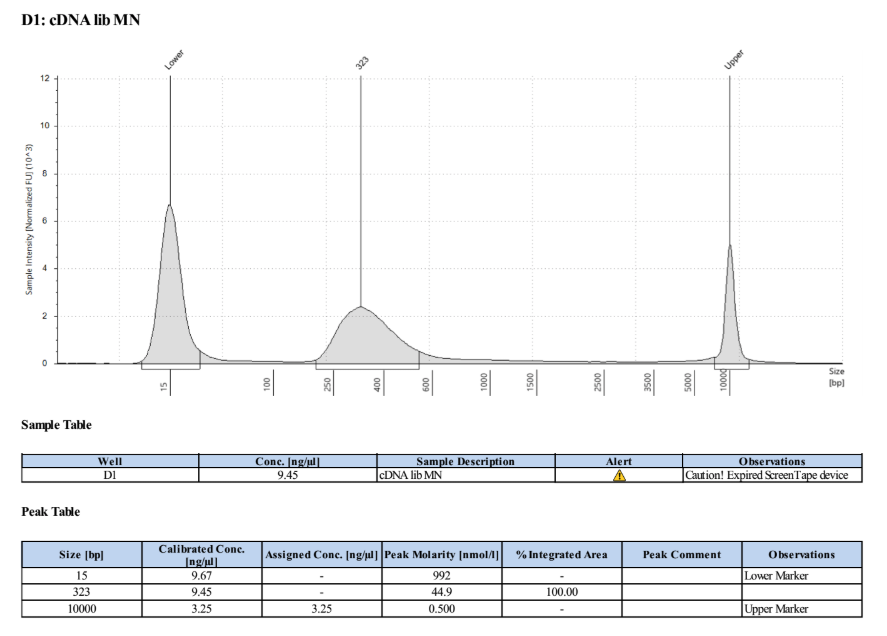 D1: cDNA lib MN
Lower
323
Upper
Sample Intensity [Normalized FU] (10^3)
12
10
8
6
4
2
0
15
100
250
400
600
1000
1500
2500
3500
5000
10000
Size
[bp]
Sample Table
Well Conc. [ng/µl] Sample Description Alert Observations
D1 9.45 cDNA lib MN Caution! Expired ScreenTape device
Peak Table
Size [bp] Calibrated Conc. [ng/µl] Assigned Conc. [ng/µl] Peak Molarity [nmol/l] % Integrated Area Peak Comment Observations
15 9.67 - 992 - Lower Marker
323 9.45 - 44.9 100.00
10000 3.25 3.25 0.500 - Upper Marker